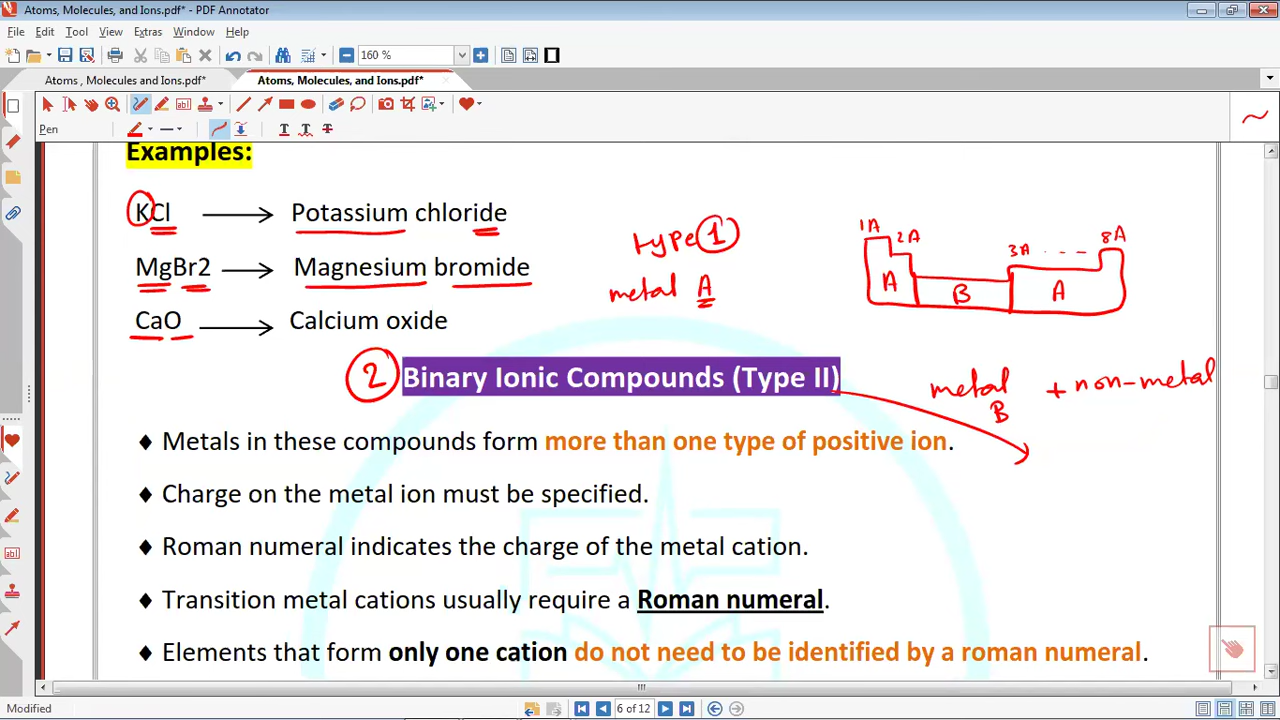 Atoms, Molecules, and Ions.pdf* - PDF Annotator
File Edit Tool View Extras Window Help
160 %
Atoms , Molecules and Ions.pdf* Atoms, Molecules, and Ions.pdf*
Pen
Examples:
KCl → Potassium chloride
type 1
1A 2A 3A ... 8A
MgBr2 → Magnesium bromide
metal A
A B A
CaO → Calcium oxide
2 Binary Ionic Compounds (Type II)
metal B + non-metal
♦ Metals in these compounds form more than one type of positive ion.
♦ Charge on the metal ion must be specified.
♦ Roman numeral indicates the charge of the metal cation.
♦ Transition metal cations usually require a Roman numeral.
♦ Elements that form only one cation do not need to be identified by a roman numeral.
Modified 6 of 12